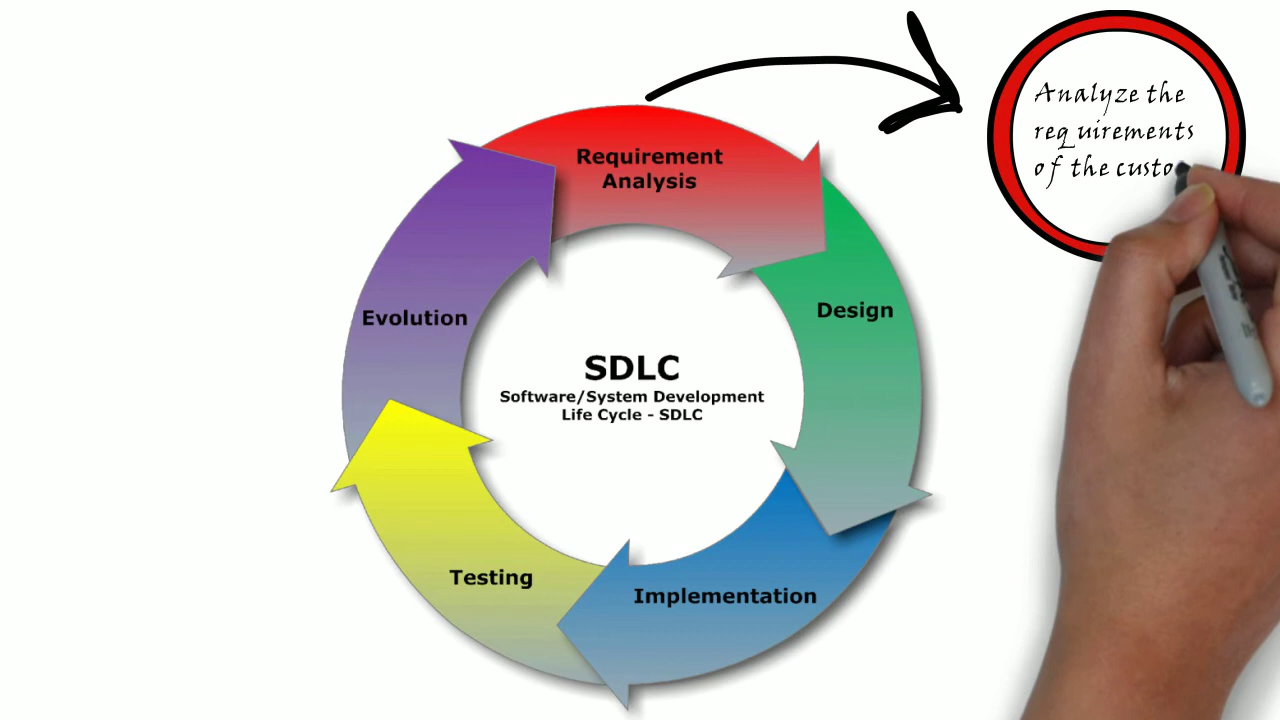 Analyze the
requirements
of the custo
Requirement
Analysis
Design
Evolution
SDLC
Software/System Development
Life Cycle - SDLC
Testing
Implementation